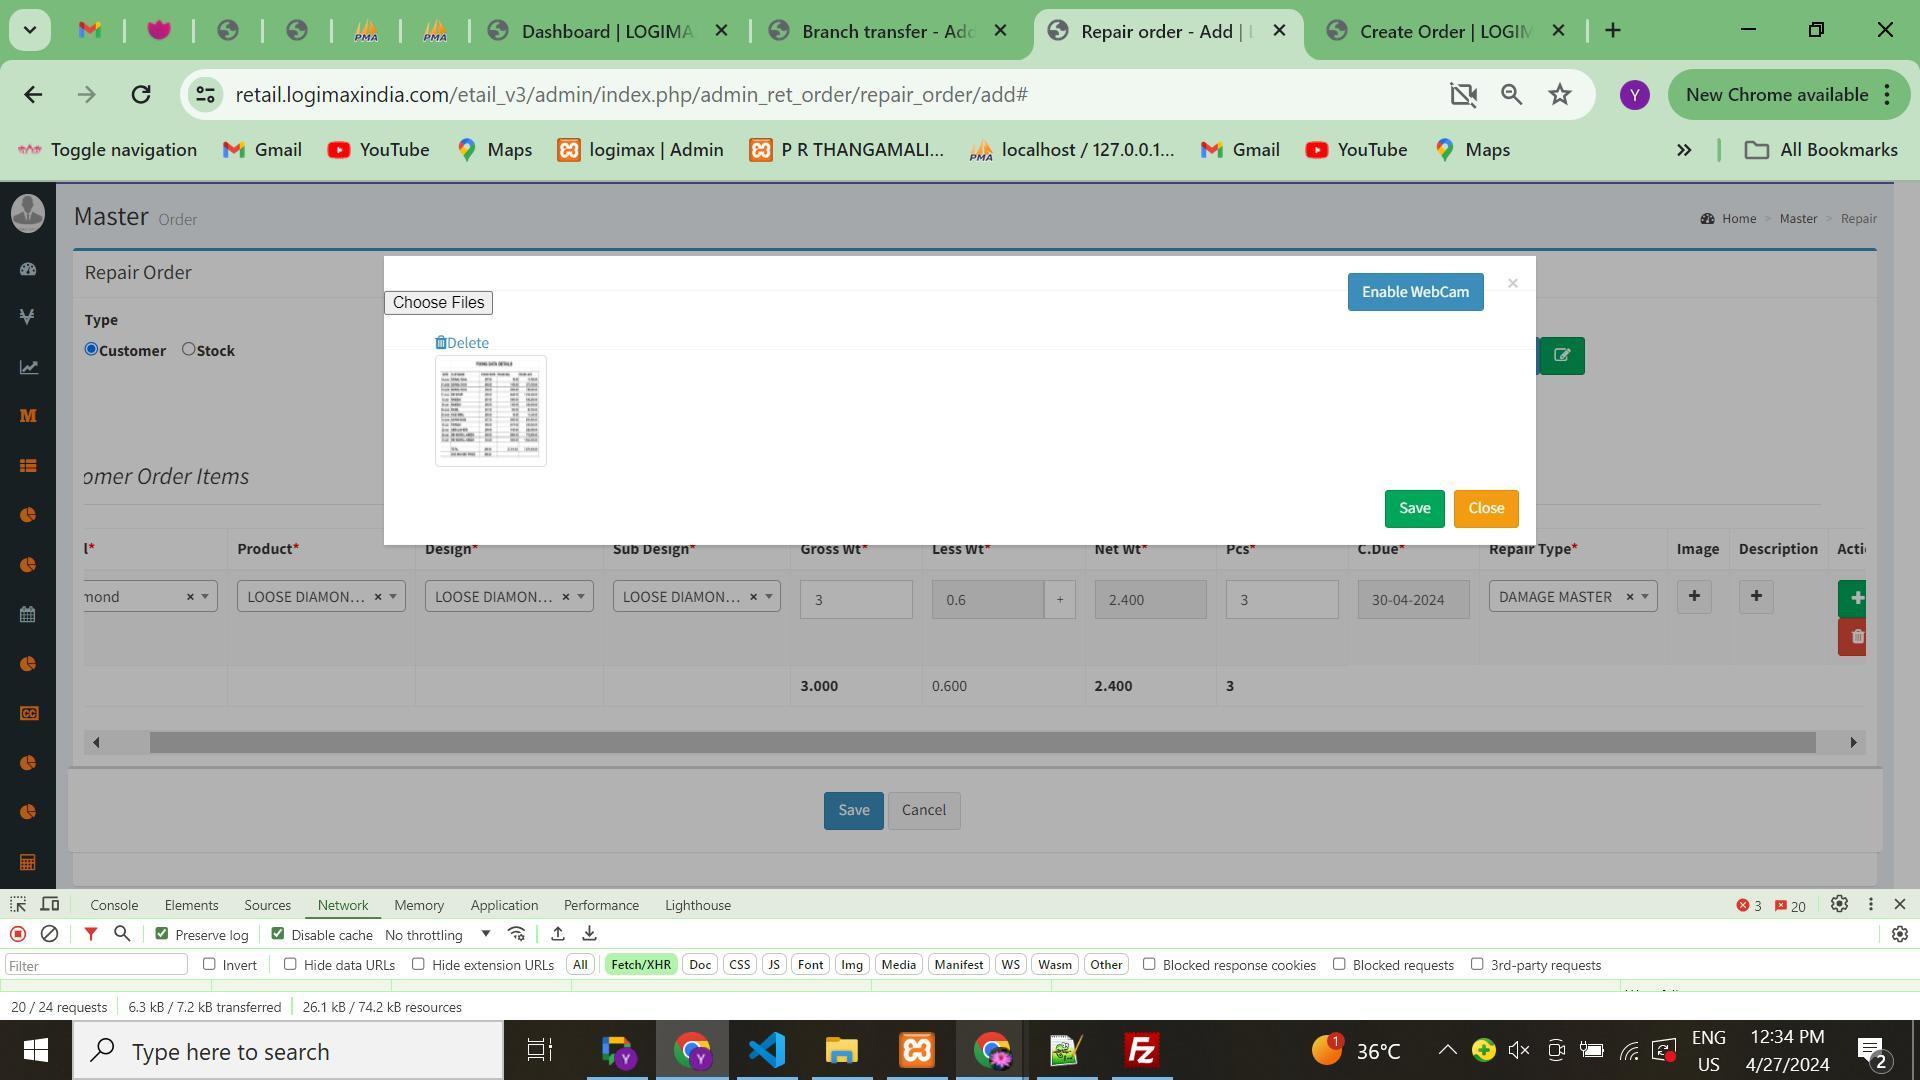 Dashboard | LOGIMA
Branch transfer - Add
Repair order - Add | L
Create Order | LOGIM
retail.logimaxindia.com/etail_v3/admin/index.php/admin_ret_order/repair_order/add#
Y
New Chrome available
Toggle navigation
Gmail
YouTube
Maps
logimax | Admin
P R THANGAMALI...
PMA
localhost / 127.0.0.1...
Gmail
YouTube
Maps
»
All Bookmarks
Master Order
Home > Master > Repair
Repair Order
Type
Customer Stock
Choose Files
Enable WebCam
×
Delete
FIXING DATA DETAILS
Save Close
omer Order Items
l* Product* Design* Sub Design* Gross Wt* Less Wt* Net Wt* Pcs* C.Due* Repair Type* Image Description Acti
mond × LOOSE DIAMON... × LOOSE DIAMON... × LOOSE DIAMON... × 3 0.6 + 2.400 3 30-04-2024 DAMAGE MASTER ×
3.000 0.600 2.400 3
Save Cancel
Console Elements Sources Network Memory Application Performance Lighthouse 3 20
Preserve log Disable cache No throttling
Filter Invert Hide data URLs Hide extension URLs All Fetch/XHR Doc CSS JS Font Img Media Manifest WS Wasm Other Blocked response cookies Blocked requests 3rd-party requests
20 / 24 requests 6.3 kB / 7.2 kB transferred 26.1 kB / 74.2 kB resources
Type here to search
1
36°C
ENG
US
12:34 PM
4/27/2024
2